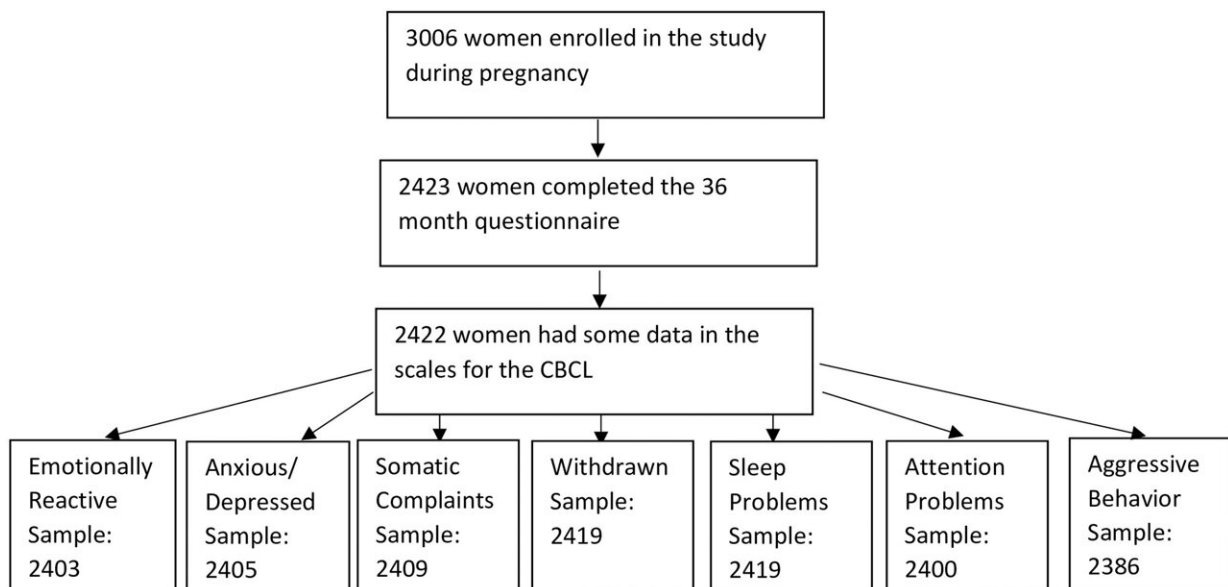 3006 women enrolled in the study
during pregnancy
2423 women completed the 36
month questionnaire
2422 women had some data in the
scales for the CBCL
Emotionally
Reactive
Sample:
2403
Anxious/
Depressed
Sample:
2405
Somatic
Complaints
Sample:
2409
Withdrawn
Sample:
2419
Sleep
Problems
Sample:
2419
Attention
Problems
Sample:
2400
Aggressive
Behavior
Sample:
2386